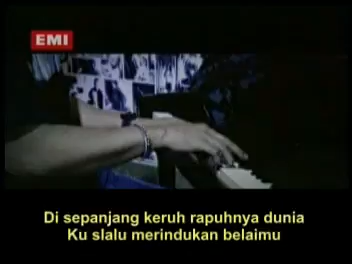 EMI
Di sepanjang keruh rapuhnya dunia
Ku slalu merindukan belaimu